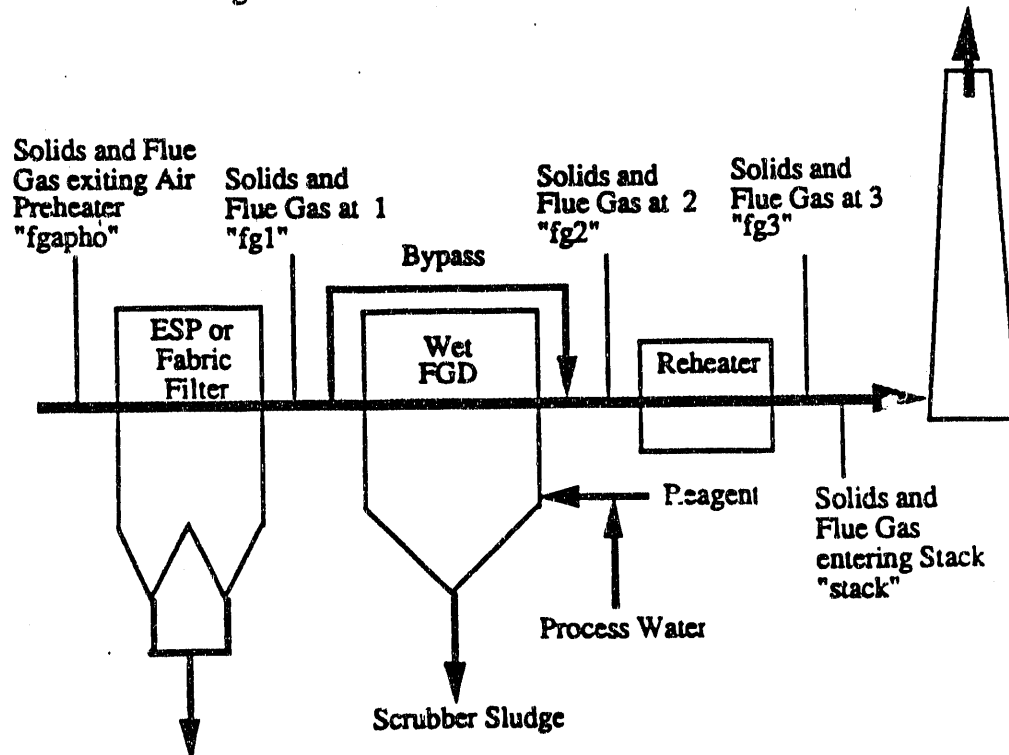 Solids and Flue
Gas exiting Air
Preheater
"fgapho"
Solids and
Flue Gas at 1
"fg1"
Bypass
Solids and
Flue Gas at 2
"fg2"
Solids and
Flue Gas at 3
"fg3"
ESP or
Fabric
Filter
Wet
FGD
Reheater
Reagent
Process Water
Solids and
Flue Gas
entering Stack
"stack"
Scrubber Sludge